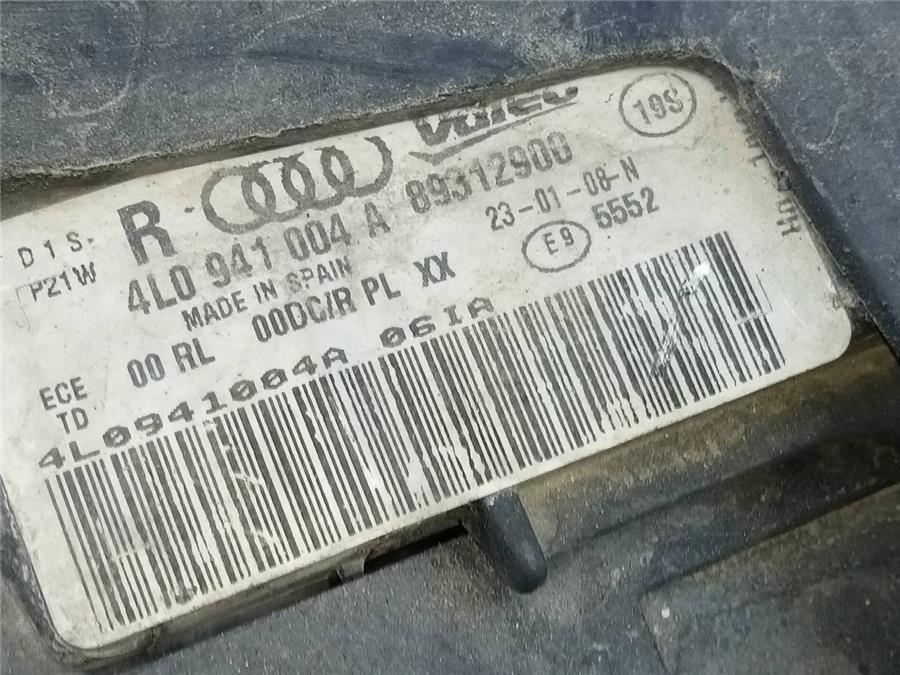 Valeo
19S
R
4L0 941 004 A 89312900
D1S
P21W
MADE IN SPAIN
23-01-08-N
E9 5552
ECE 00 RL 00DC/R PL XX
TD
4L0941004A 06IA